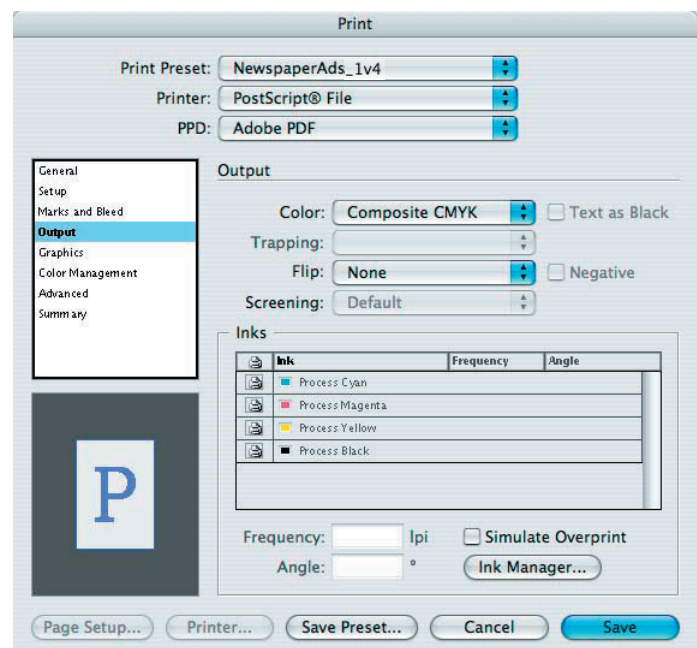 Print
Print Preset: NewspaperAds_1v4
Printer: PostScript® File
PPD: Adobe PDF
General
Setup
Marks and Bleed
Output
Graphics
Color Management
Advanced
Summary
Output
Color: Composite CMYK Text as Black
Trapping:
Flip: None Negative
Screening: Default
Inks
Ink Frequency Angle
Process Cyan
Process Magenta
Process Yellow
Process Black
P
Frequency: lpi Simulate Overprint
Angle: ° Ink Manager...
Page Setup... Printer... Save Preset... Cancel Save